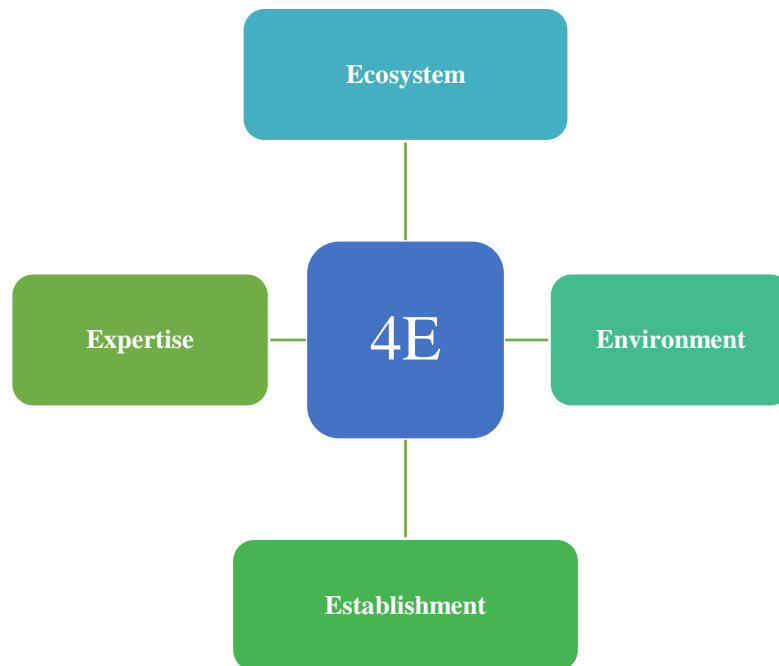 Ecosystem
Expertise
4E
Environment
Establishment